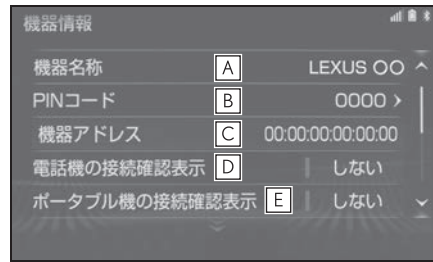 機器情報
機器名称 A LEXUS ○○
PINコード B 0000 >
機器アドレス C 00:00:00:00:00:00
電話機の接続確認表示 D しない
ポータブル機の接続確認表示 E しない